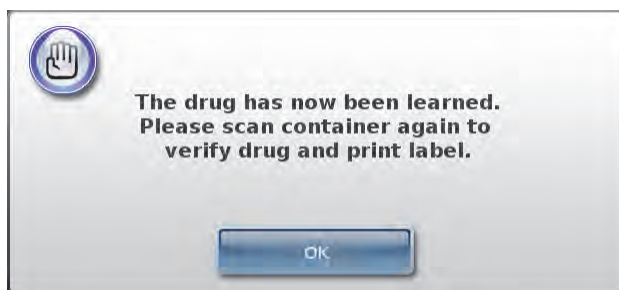 The drug has now been learned.
Please scan container again to
verify drug and print label.
OK